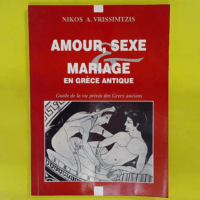 NIKOS A. VRISSIMTZIS
AMOUR, SEXE
&
MARIAGE
EN GRÈCE ANTIQUE
Guide de la vie privée des Grecs anciens